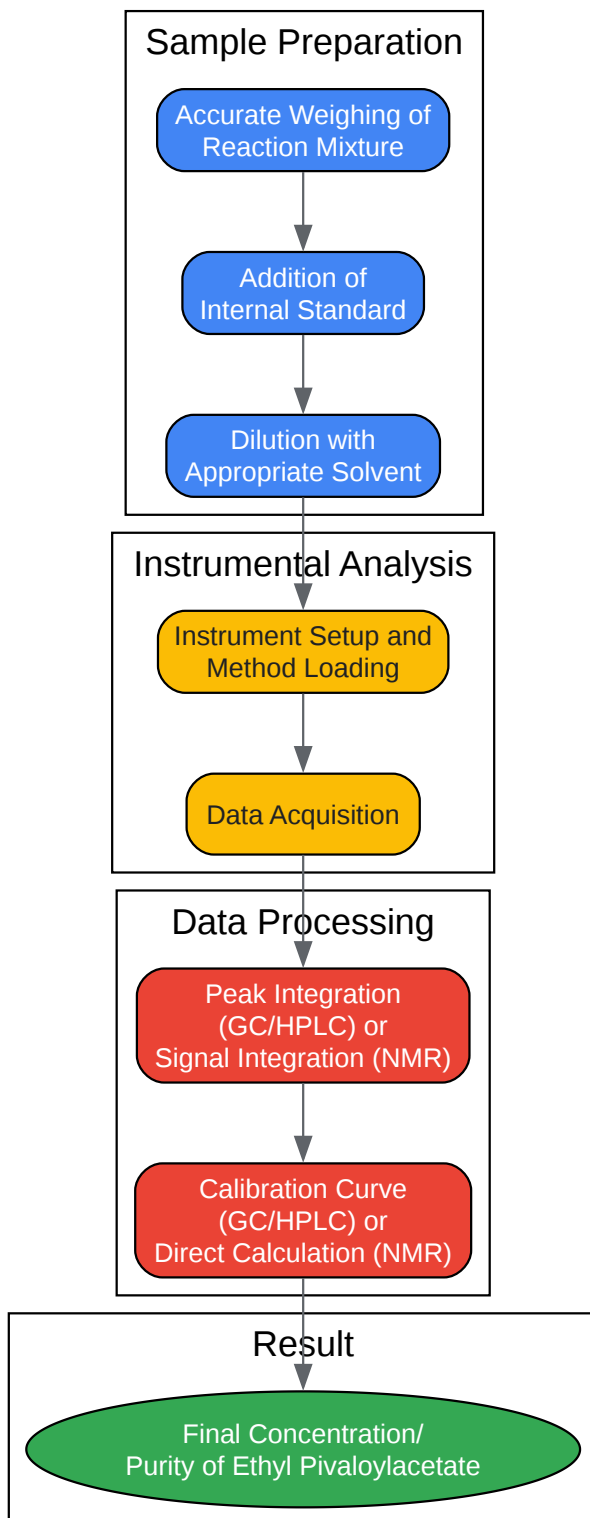 Sample Preparation
Accurate Weighing of
Reaction Mixture
Addition of
Internal Standard
Dilution with
Appropriate Solvent
Instrumental Analysis
Instrument Setup and
Method Loading
Data Acquisition
Data Processing
Peak Integration
(GC/HPLC) or
Signal Integration (NMR)
Calibration Curve
(GC/HPLC) or
Direct Calculation (NMR)
Result
Final Concentration/
Purity of Ethyl Pivaloylacetate